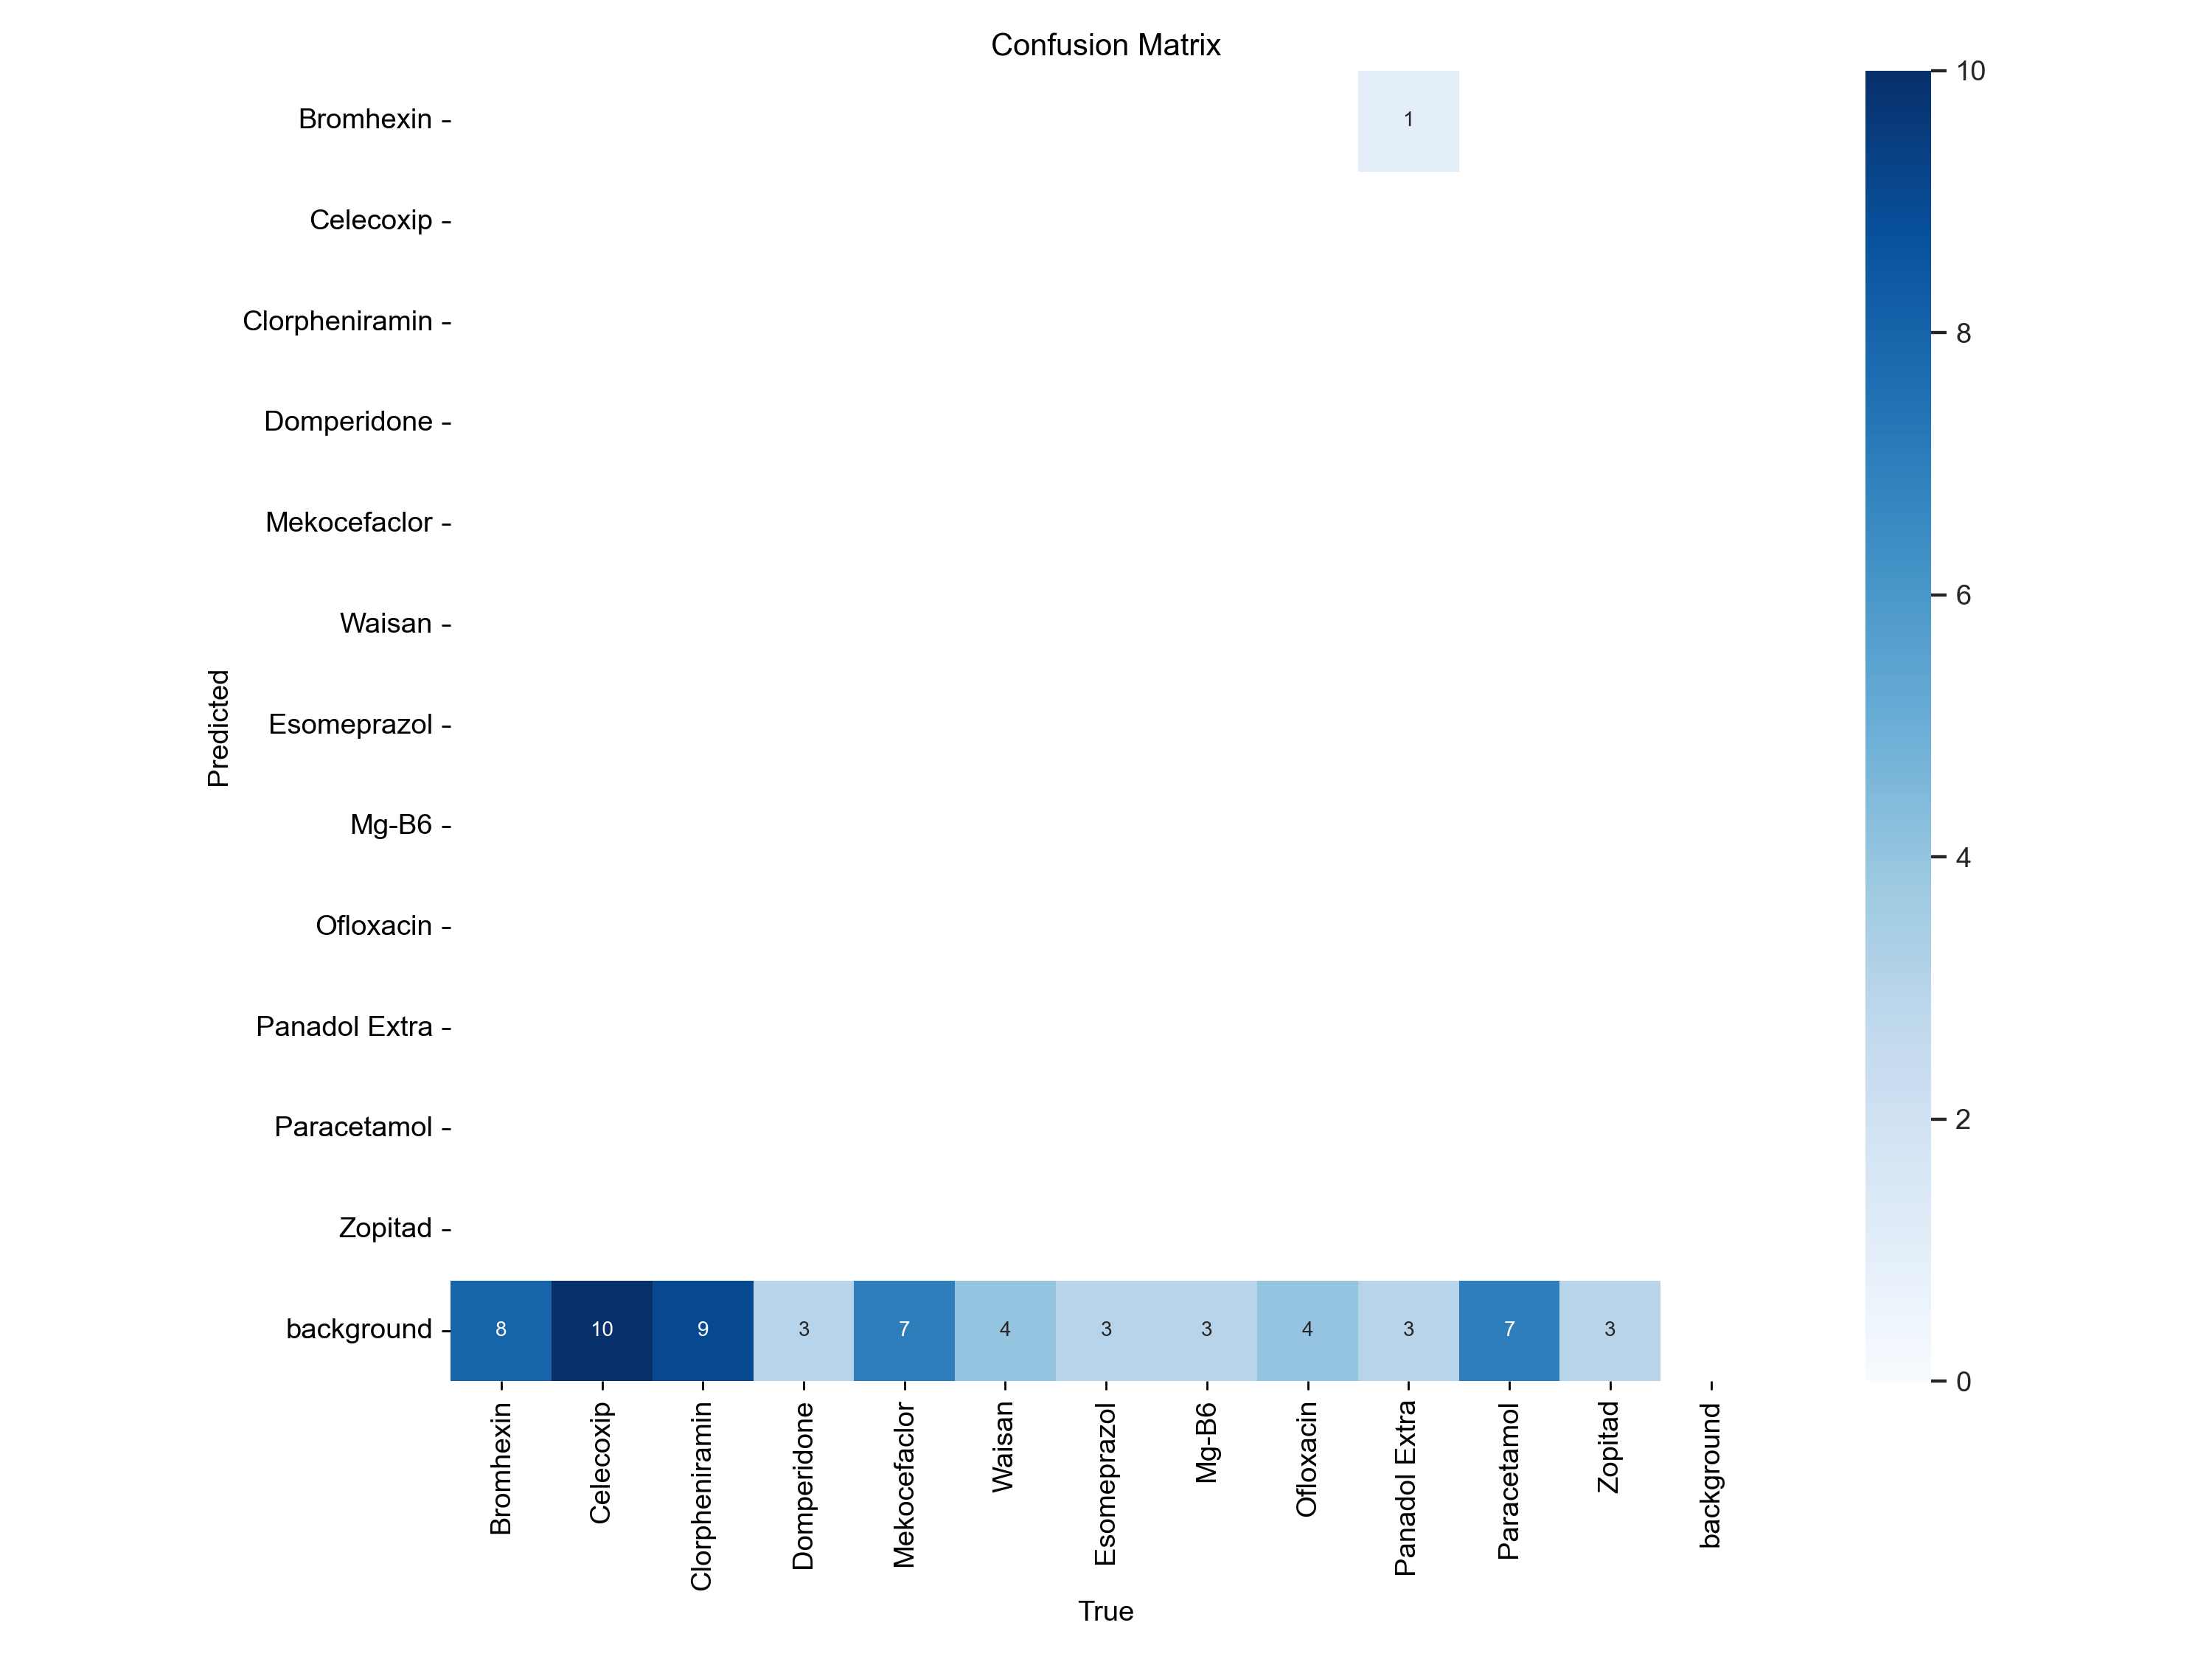 Confusion Matrix
Bromhexin
Celecoxip
Clorpheniramin
Domperidone
Mekocefaclor
Waisan
Esomeprazol
Mg-B6
Ofloxacin
Panadol Extra
Paracetamol
Zopitad
background
Predicted
1
8 10 9 3 7 4 3 3 4 3 7 3
Bromhexin
Celecoxip
Clorpheniramin
Domperidone
Mekocefaclor
Waisan
Esomeprazol
Mg-B6
Ofloxacin
Panadol Extra
Paracetamol
Zopitad
background
True
10
8
6
4
2
0